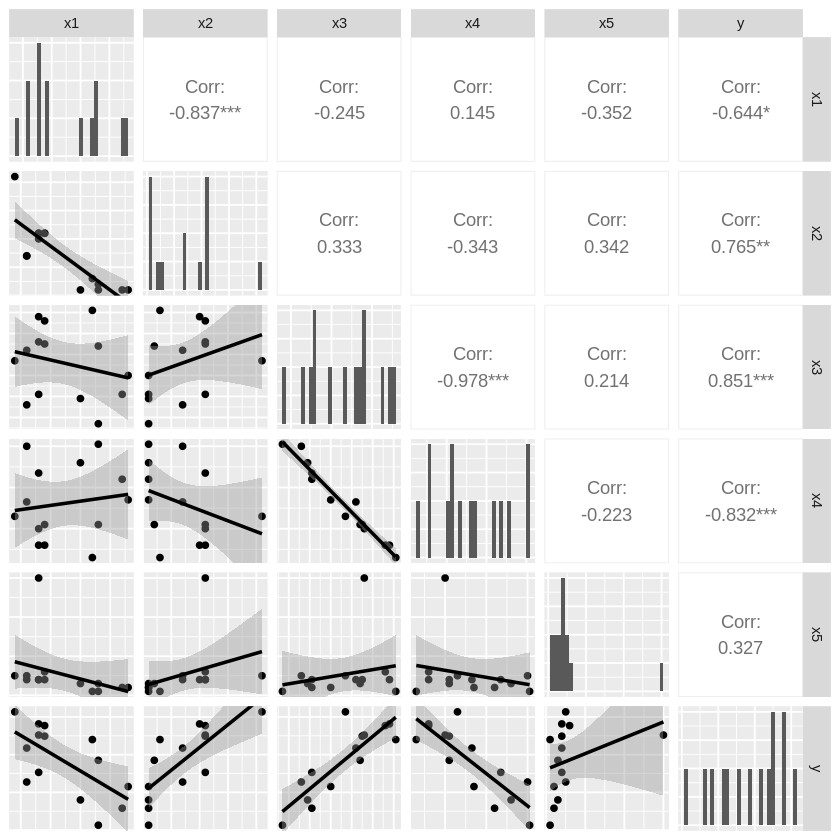 x1 x2 x3 x4 x5 y
Corr: Corr: Corr: Corr: Corr:
-0.837*** -0.245 0.145 -0.352 -0.644*
x1
Corr: Corr: Corr: Corr:
0.333 -0.343 0.342 0.765**
x2
Corr: Corr: Corr:
-0.978*** 0.214 0.851***
x3
Corr: Corr:
-0.223 -0.832***
x4
Corr:
0.327
x5
y